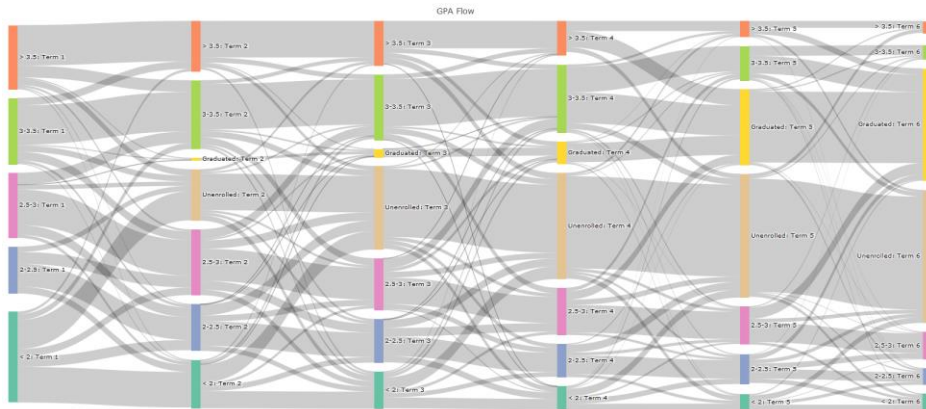 GPA Flow
> 3.5: Term 1
3-3.5: Term 1
2.5-3: Term 1
2-2.5: Term 1
< 2: Term 1
> 3.5: Term 2
3-3.5: Term 2
Graduated: Term 2
Unenrolled: Term 2
2.5-3: Term 2
2-2.5: Term 2
< 2: Term 2
> 3.5: Term 3
3-3.5: Term 3
Graduated: Term 3
Unenrolled: Term 3
2.5-3: Term 3
2-2.5: Term 3
< 2: Term 3
> 3.5: Term 4
3-3.5: Term 4
Graduated: Term 4
Unenrolled: Term 4
2.5-3: Term 4
2-2.5: Term 4
< 2: Term 4
> 3.5: Term 5
3-3.5: Term 5
Graduated: Term 5
Unenrolled: Term 5
2.5-3: Term 5
2-2.5: Term 5
< 2: Term 5
> 3.5: Term 6
3-3.5: Term 6
Graduated: Term 6
Unenrolled: Term 6
2.5-3: Term 6
2-2.5: Term 6
< 2: Term 6